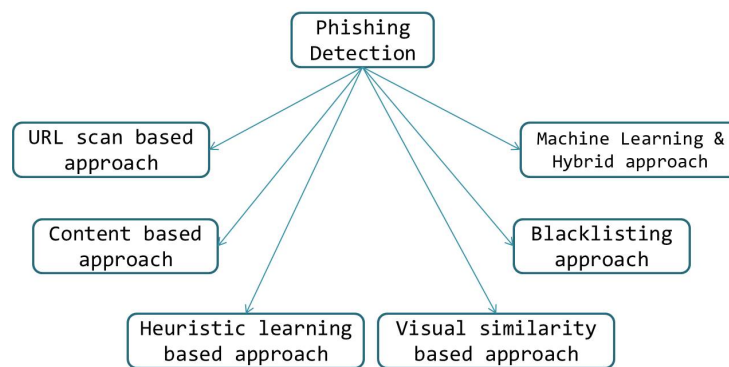 Phishing
Detection
URL scan based
approach
Machine Learning &
Hybrid approach
Content based
approach
Blacklisting
approach
Heuristic learning
based approach
Visual similarity
based approach